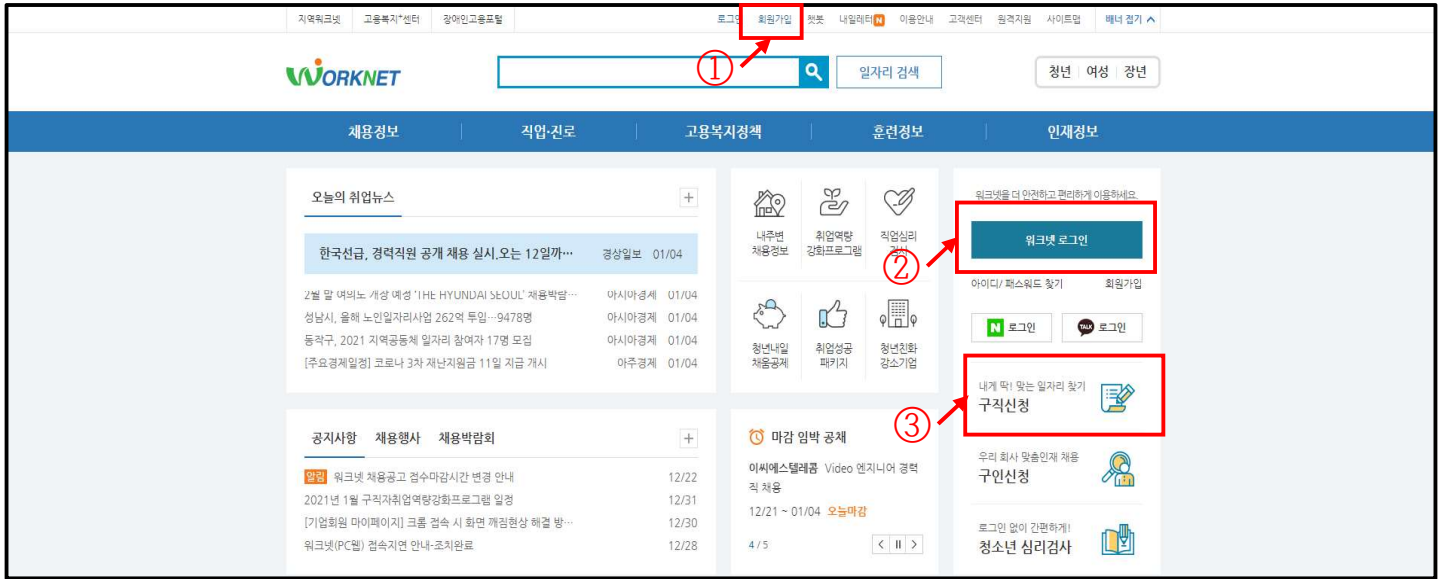 지역워크넷 고용복지+센터 장애인고용포털 로그인 회원가입 챗봇 내일레터 N 이용안내 고객센터 원격지원 사이트맵 배너 접기
①
WORKNET 일자리 검색 청년 여성 장년
채용정보 직업·진로 고용복지정책 훈련정보 인재정보
오늘의 취업뉴스
한국선급, 경력직원 공개 채용 실시,오는 12일까… 경상일보 01/04
2월 말 여의도 개장 예정 'THE HYUNDAI SEOUL' 채용박람… 아시아경제 01/04
성남시, 올해 노인일자리사업 262억 투입…9478명 아시아경제 01/04
동작구, 2021 지역공동체 일자리 참여자 17명 모집 아시아경제 01/04
[주요경제일정] 코로나 3차 재난지원금 11일 지급 개시 아주경제 01/04
내주변 채용정보
취업역량 강화프로그램
직업심리 검사
청년내일 채움공제
취업성공 패키지
청년친화 강소기업
워크넷을 더 안전하고 편리하게 이용하세요.
②
워크넷 로그인
아이디/ 패스워드 찾기 회원가입
N 로그인 TALK 로그인
③
내게 딱! 맞는 일자리 찾기
구직신청
우리 회사 맞춤인재 채용
구인신청
로그인 없이 간편하게!
청소년 심리검사
공지사항 채용행사 채용박람회
알림 워크넷 채용공고 접수마감시간 변경 안내 12/22
2021년 1월 구직자취업역량강화프로그램 일정 12/31
[기업회원 마이페이지] 크롬 접속 시 화면 깨짐현상 해결 방… 12/30
워크넷(PC웹) 접속지연 안내-조치완료 12/28
마감 임박 공채
이씨에스텔레콤 Video 엔지니어 경력
직 채용
12/21 ~ 01/04 오늘마감
4 / 5